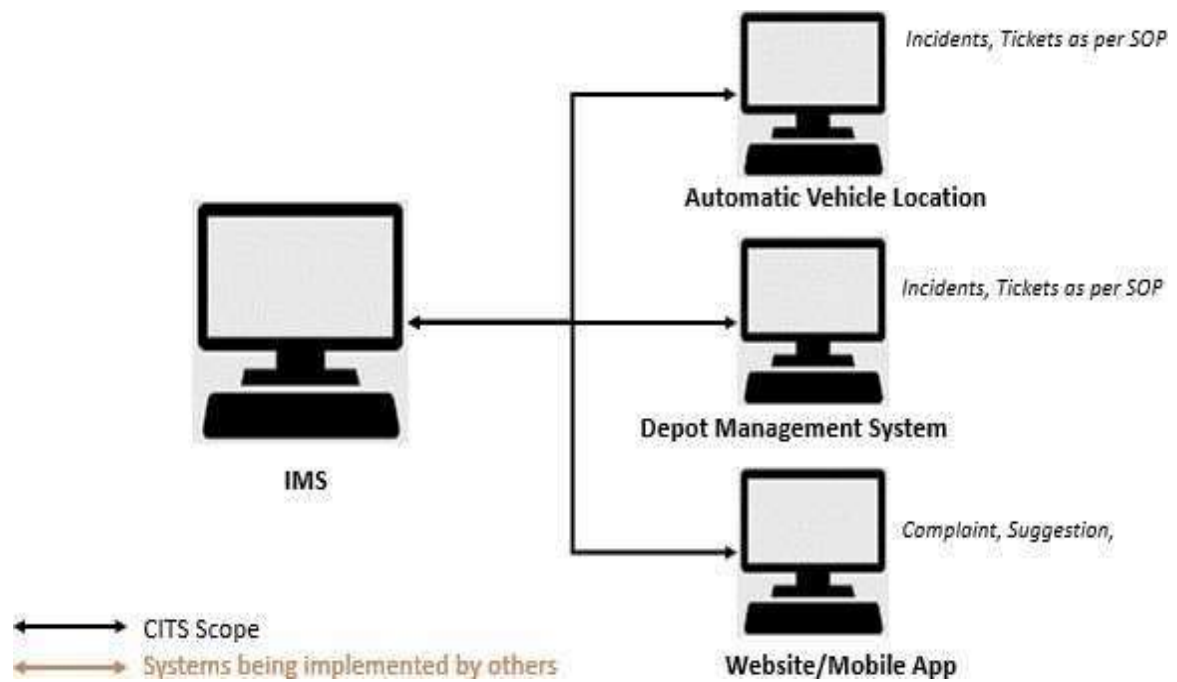 Incidents, Tickets as per SOP
Automatic Vehicle Location
Incidents, Tickets as per SOP
Depot Management System
IMS
Complaint, Suggestion,
CITS Scope
Systems being implemented by others
Website/Mobile App